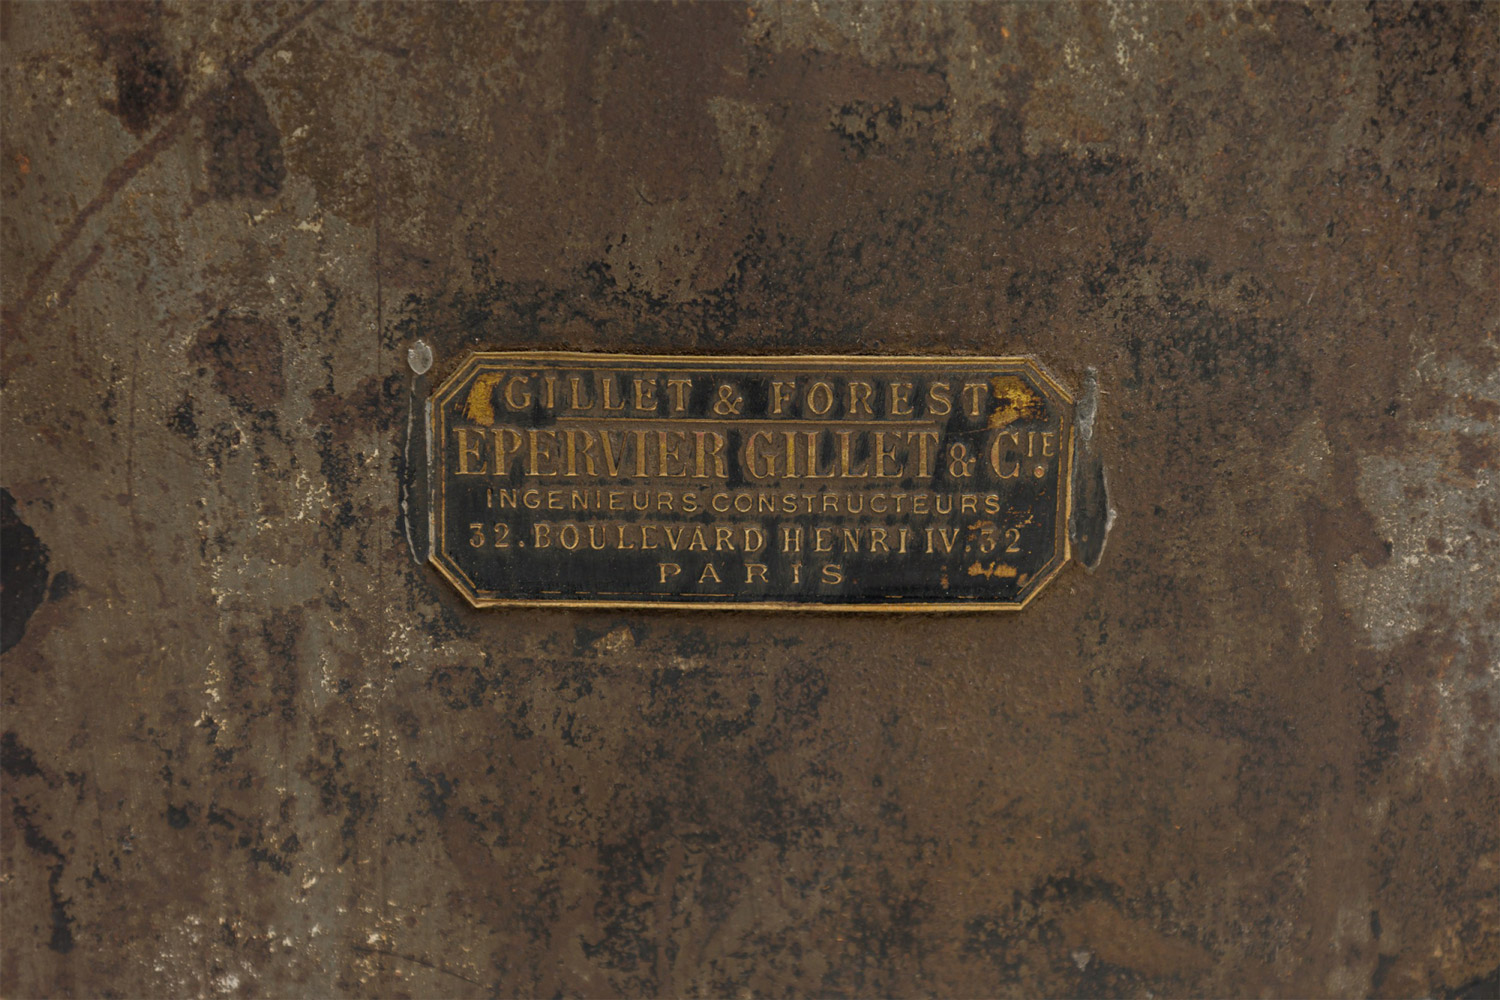 GILLET & FOREST
EPERVIER GILLET & CIE.
INGENIEURS CONSTRUCTEURS
32. BOULEVARD HENRI IV. 32
PARIS